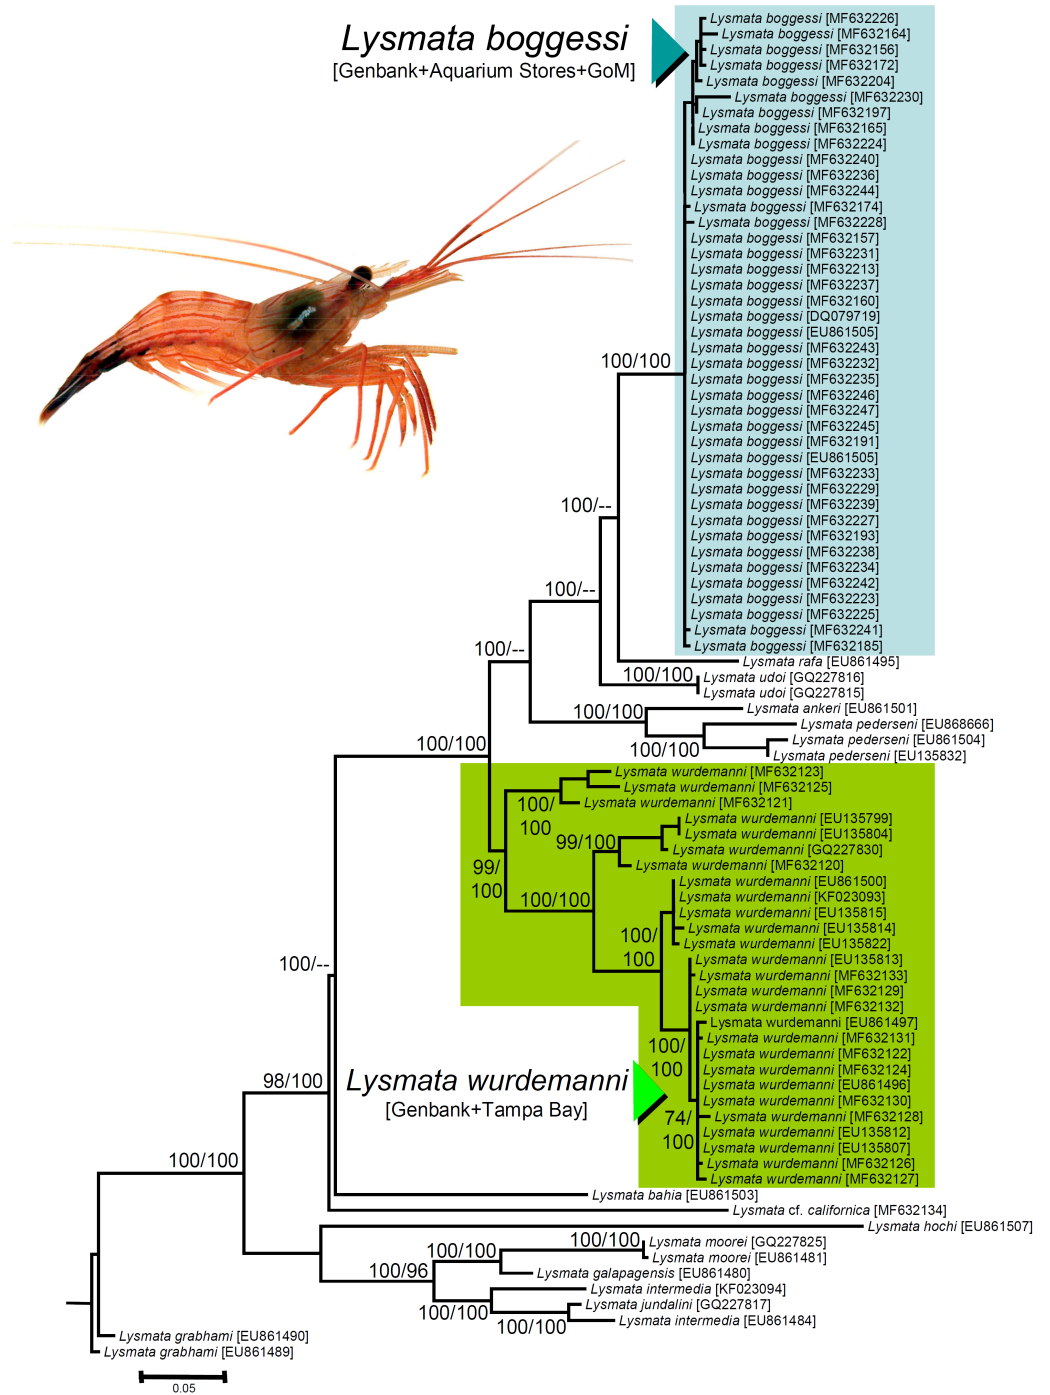 Lysmata boggessi
[Genbank+Aquarium Stores+GoM]
Lysmata boggessi [MF632226]
Lysmata boggessi [MF632164]
Lysmata boggessi [MF632156]
Lysmata boggessi [MF632172]
Lysmata boggessi [MF632204]
Lysmata boggessi [MF632230]
Lysmata boggessi [MF632197]
Lysmata boggessi [MF632165]
Lysmata boggessi [MF632224]
Lysmata boggessi [MF632240]
Lysmata boggessi [MF632236]
Lysmata boggessi [MF632244]
Lysmata boggessi [MF632174]
Lysmata boggessi [MF632228]
Lysmata boggessi [MF632157]
Lysmata boggessi [MF632231]
Lysmata boggessi [MF632213]
Lysmata boggessi [MF632237]
Lysmata boggessi [MF632160]
Lysmata boggessi [DQ079719]
Lysmata boggessi [EU861505]
Lysmata boggessi [MF632243]
Lysmata boggessi [MF632232]
100/100
Lysmata boggessi [MF632235]
Lysmata boggessi [MF632246]
Lysmata boggessi [MF632247]
Lysmata boggessi [MF632245]
Lysmata boggessi [MF632191]
Lysmata boggessi [EU861505]
Lysmata boggessi [MF632233]
Lysmata boggessi [MF632229]
Lysmata boggessi [MF632239]
100/--
Lysmata boggessi [MF632227]
Lysmata boggessi [MF632193]
Lysmata boggessi [MF632238]
Lysmata boggessi [MF632234]
Lysmata boggessi [MF632242]
100/--
Lysmata boggessi [MF632223]
Lysmata boggessi [MF632225]
Lysmata boggessi [MF632241]
Lysmata boggessi [MF632185]
100/--
Lysmata rafa [EU861495]
100/100
Lysmata udoi [GQ227816]
Lysmata udoi [GQ227815]
100/100
Lysmata ankeri [EU861501]
Lysmata pederseni [EU868666]
Lysmata pederseni [EU861504]
100/100
100/100
Lysmata pederseni [EU135832]
Lysmata wurdemanni [MF632123]
Lysmata wurdemanni [MF632125]
100/
100
Lysmata wurdemanni [MF632121]
Lysmata wurdemanni [EU135799]
Lysmata wurdemanni [EU135804]
99/100
Lysmata wurdemanni [GQ227830]
Lysmata wurdemanni [MF632120]
99/
100
Lysmata wurdemanni [EU861500]
100/100
Lysmata wurdemanni [KF023093]
Lysmata wurdemanni [EU135815]
Lysmata wurdemanni [EU135814]
100/
100
Lysmata wurdemanni [EU135822]
Lysmata wurdemanni [EU135813]
100/--
Lysmata wurdemanni [MF632133]
Lysmata wurdemanni [MF632129]
Lysmata wurdemanni [MF632132]
Lysmata wurdemanni [EU861497]
Lysmata wurdemanni [MF632131]
100/
100
Lysmata wurdemanni [MF632122]
Lysmata wurdemanni [MF632124]
98/100
Lysmata wurdemanni
[Genbank+Tampa Bay]
Lysmata wurdemanni [EU861496]
Lysmata wurdemanni [MF632130]
Lysmata wurdemanni [MF632128]
74/
100
Lysmata wurdemanni [EU135812]
Lysmata wurdemanni [EU135807]
100/100
Lysmata wurdemanni [MF632126]
Lysmata wurdemanni [MF632127]
Lysmata bahia [EU861503]
Lysmata cf. californica [MF632134]
Lysmata hochi [EU861507]
100/100
Lysmata moorei [GQ227825]
100/100
Lysmata moorei [EU861481]
100/96
Lysmata galapagensis [EU861480]
Lysmata intermedia [KF023094]
100/100
Lysmata jundalini [GQ227817]
100/100
Lysmata intermedia [EU861484]
Lysmata grabhami [EU861490]
Lysmata grabhami [EU861489]
0.05